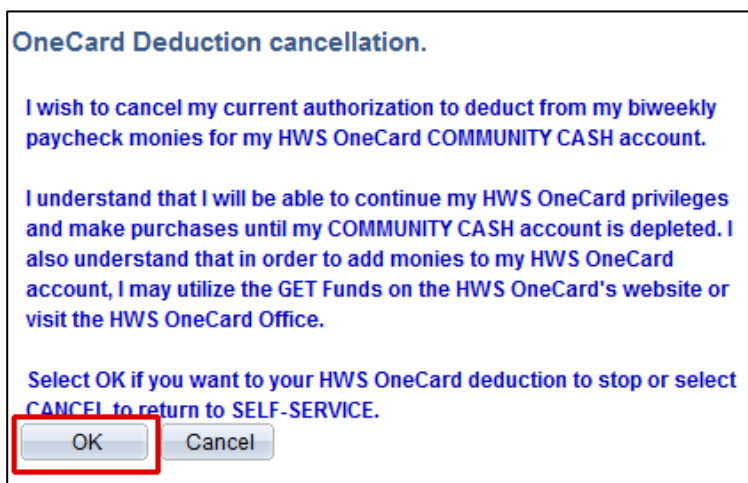 OneCard Deduction cancellation.
I wish to cancel my current authorization to deduct from my biweekly
paycheck monies for my HWS OneCard COMMUNITY CASH account.
I understand that I will be able to continue my HWS OneCard privileges
and make purchases until my COMMUNITY CASH account is depleted. I
also understand that in order to add monies to my HWS OneCard
account, I may utilize the GET Funds on the HWS OneCard's website or
visit the HWS OneCard Office.
Select OK if you want to your HWS OneCard deduction to stop or select
CANCEL to return to SELF-SERVICE.
OK Cancel